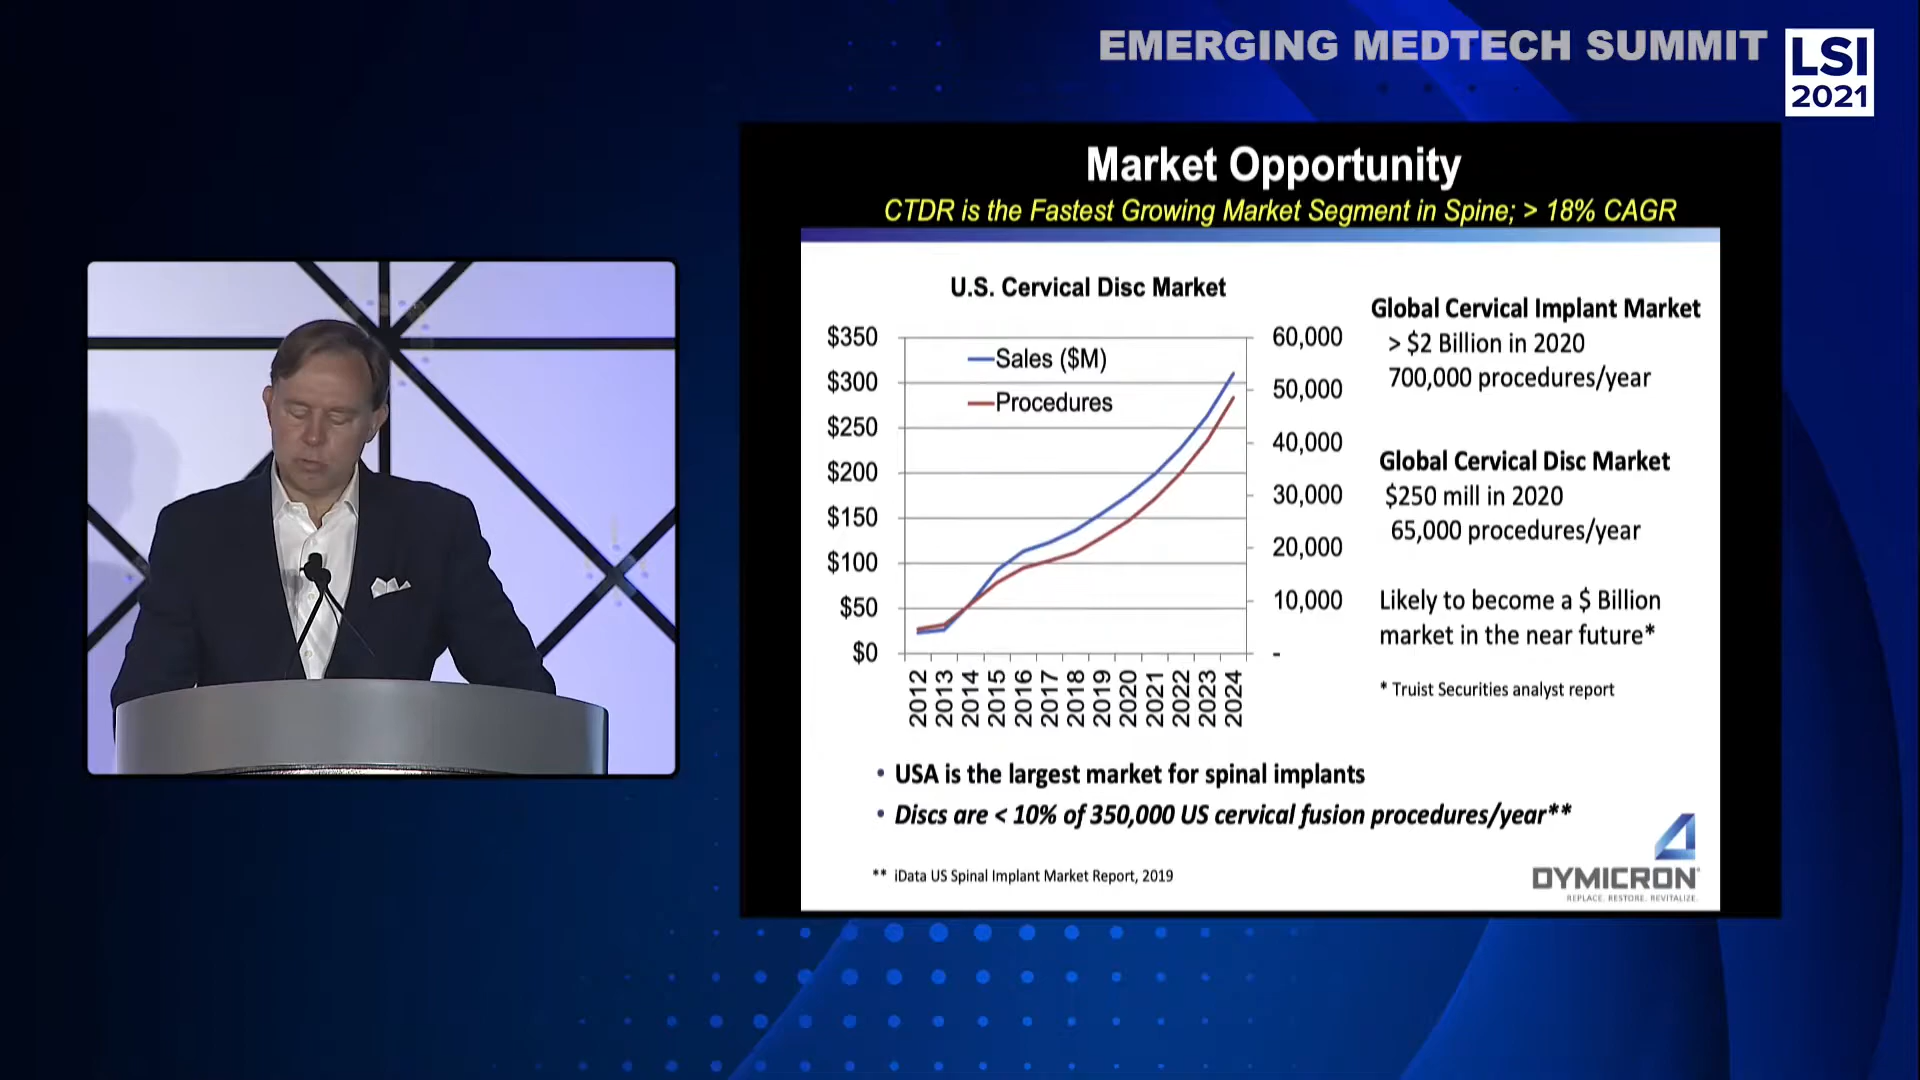 EMERGING MEDTECH SUMMIT
LSI
2021
Market Opportunity
CTDR is the Fastest Growing Market Segment in Spine; > 18% CAGR
U.S. Cervical Disc Market
$350
$300
$250
$200
$150
$100
$50
$0
Sales ($M)
Procedures
60,000
50,000
40,000
30,000
20,000
10,000
-
2012
2013
2014
2015
2016
2017
2018
2019
2020
2021
2022
2023
2024
Global Cervical Implant Market
> $2 Billion in 2020
700,000 procedures/year
Global Cervical Disc Market
$250 mill in 2020
65,000 procedures/year
Likely to become a $ Billion
market in the near future*
* Truist Securities analyst report
• USA is the largest market for spinal implants
• Discs are < 10% of 350,000 US cervical fusion procedures/year**
** iData US Spinal Implant Market Report, 2019
DYMICRON
REPLACE. RESTORE. REVITALIZE.